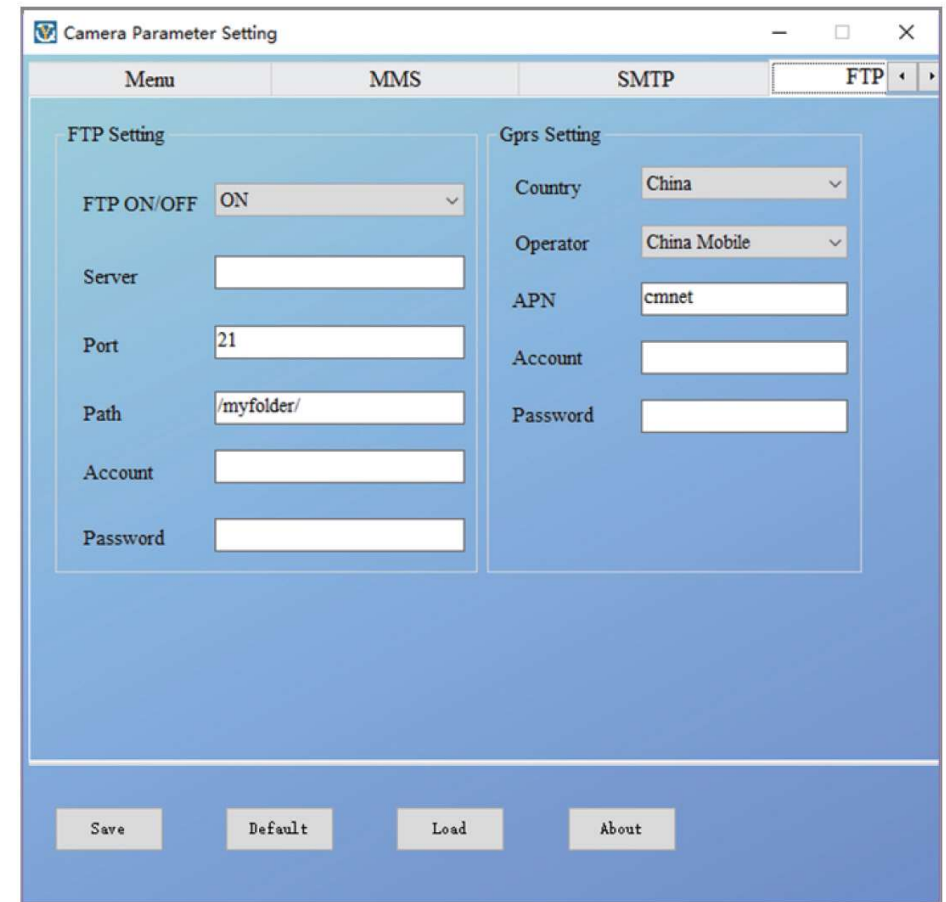 Camera Parameter Setting
Menu MMS SMTP FTP
FTP Setting
FTP ON/OFF ON
Server
Port 21
Path /myfolder/
Account
Password
Gprs Setting
Country China
Operator China Mobile
APN cmnet
Account
Password
Save Default Load About